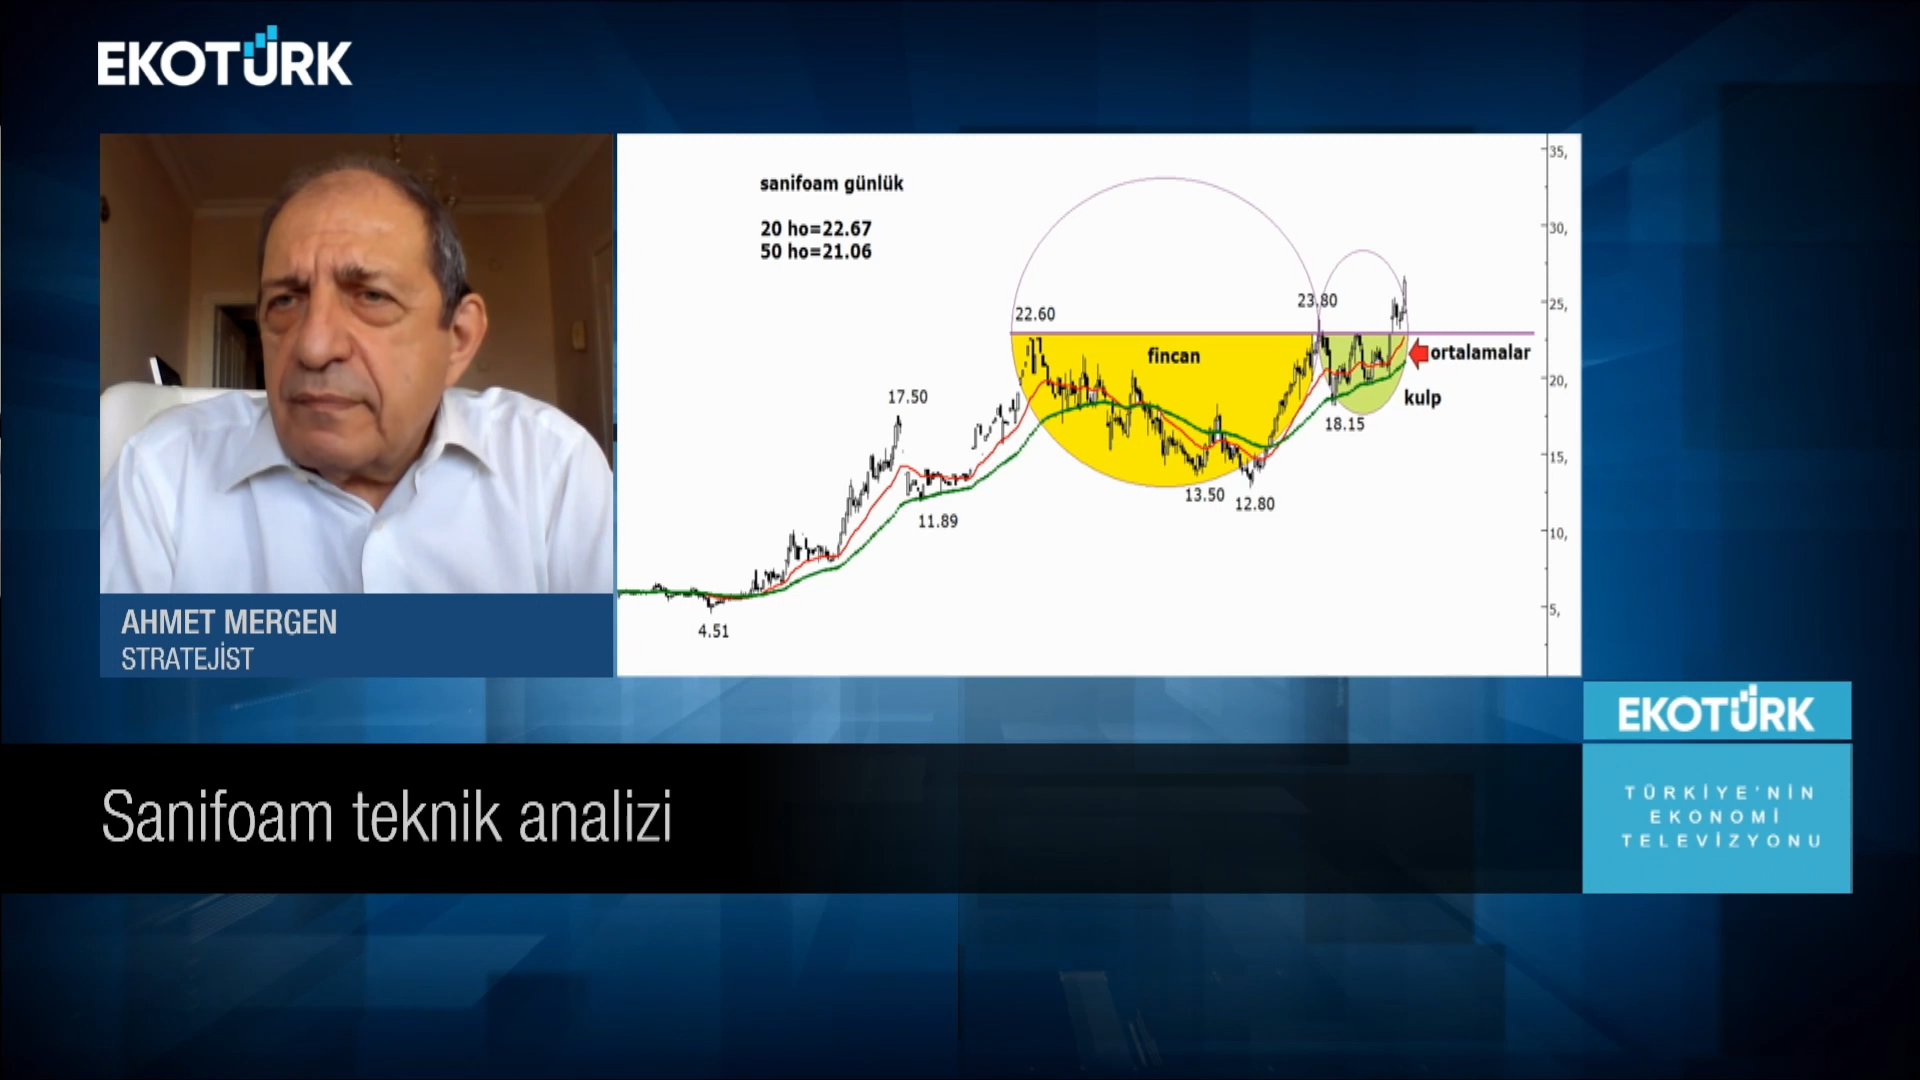 EKOTÜRK
sanifoam günlük
20 ho=22.67
50 ho=21.06
35,
30,
25,
20,
15,
10,
5,
22.60
23.80
fincan
ortalamalar
kulp
17.50
18.15
13.50
12.80
11.89
4.51
AHMET MERGEN
STRATEJİST
EKOTÜRK
TÜRKİYE'NİN
EKONOMİ
TELEVİZYONU
Sanifoam teknik analizi